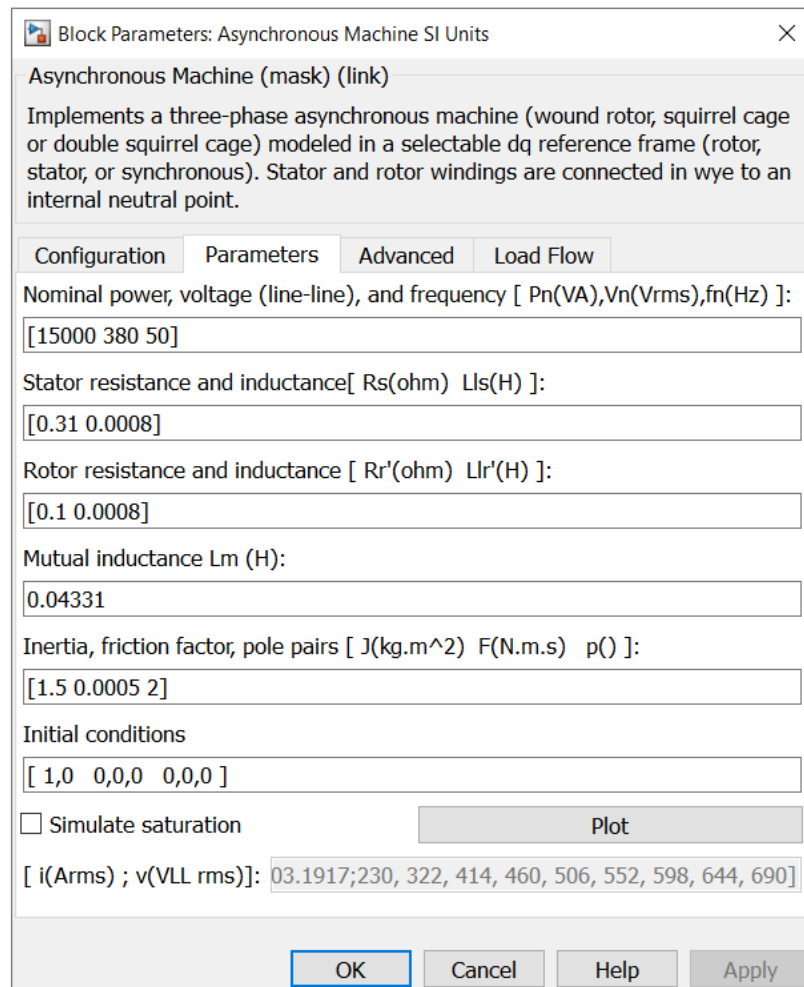 Block Parameters: Asynchronous Machine SI Units
Asynchronous Machine (mask) (link)
Implements a three-phase asynchronous machine (wound rotor, squirrel cage
or double squirrel cage) modeled in a selectable dq reference frame (rotor,
stator, or synchronous). Stator and rotor windings are connected in wye to an
internal neutral point.
Configuration Parameters Advanced Load Flow
Nominal power, voltage (line-line), and frequency [ Pn(VA),Vn(Vrms),fn(Hz) ]:
[15000 380 50]
Stator resistance and inductance[ Rs(ohm) Lls(H) ]:
[0.31 0.0008]
Rotor resistance and inductance [ Rr'(ohm) Llr'(H) ]:
[0.1 0.0008]
Mutual inductance Lm (H):
0.04331
Inertia, friction factor, pole pairs [ J(kg.m^2) F(N.m.s) p() ]:
[1.5 0.0005 2]
Initial conditions
[ 1,0 0,0,0 0,0,0 ]
Simulate saturation Plot
[ i(Arms) ; v(VLL rms)]: 03.1917;230, 322, 414, 460, 506, 552, 598, 644, 690]
OK Cancel Help Apply